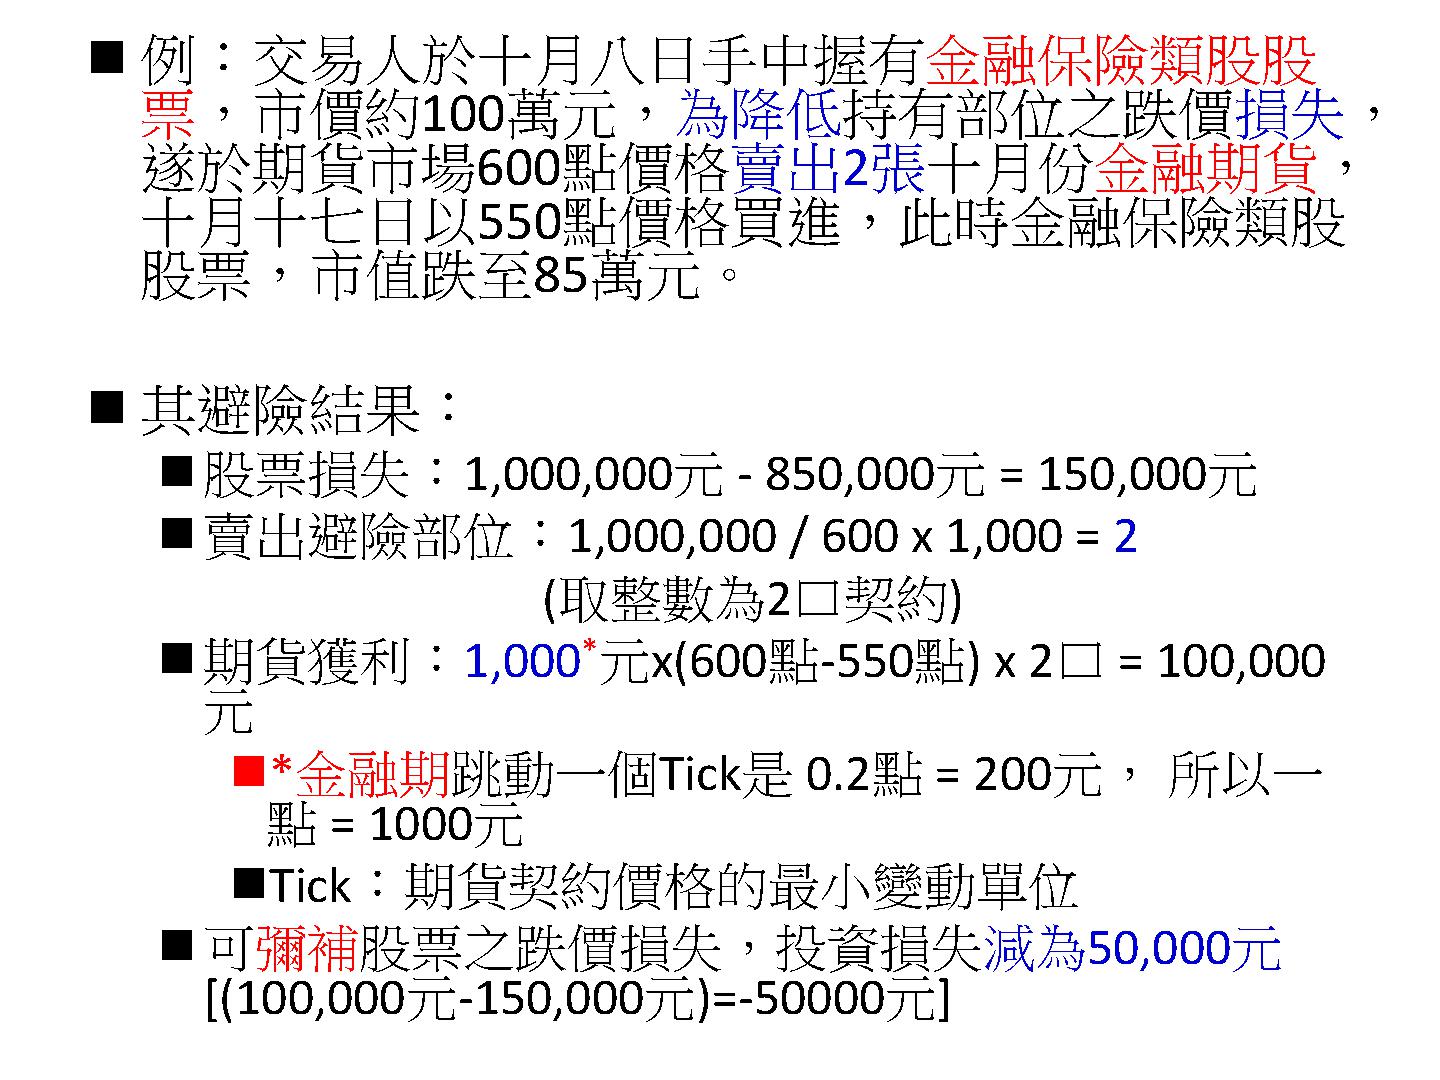 ■ 例：交易人於十月八日手中握有金融保險類股股
票，市價約100萬元，為降低持有部位之跌價損失，
遂於期貨市場600點價格賣出2張十月份金融期貨，
十月十七日以550點價格買進，此時金融保險類股
股票，市值跌至85萬元。
■ 其避險結果：
■ 股票損失：1,000,000元 - 850,000元 = 150,000元
■ 賣出避險部位：1,000,000 / 600 x 1,000 = 2
(取整數為2口契約)
■ 期貨獲利：1,000*元x(600點-550點) x 2口 = 100,000
元
■ *金融期跳動一個Tick是 0.2點 = 200元， 所以一
點 = 1000元
■ Tick：期貨契約價格的最小變動單位
■ 可彌補股票之跌價損失，投資損失減為50,000元
[(100,000元-150,000元)=-50000元]